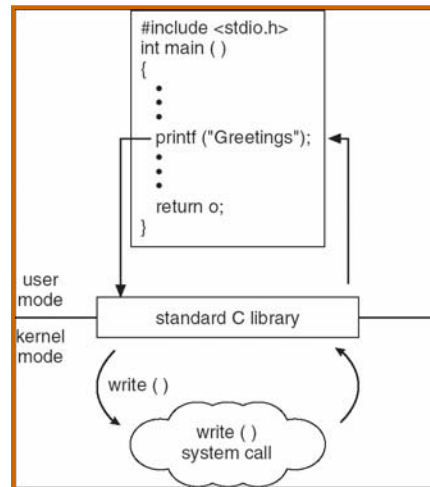 #include <stdio.h>
int main ( )
{
•
•
•
printf ("Greetings");
•
•
•
return o;
}
user
mode
standard C library
kernel
mode
write ( )
write ( )
system call